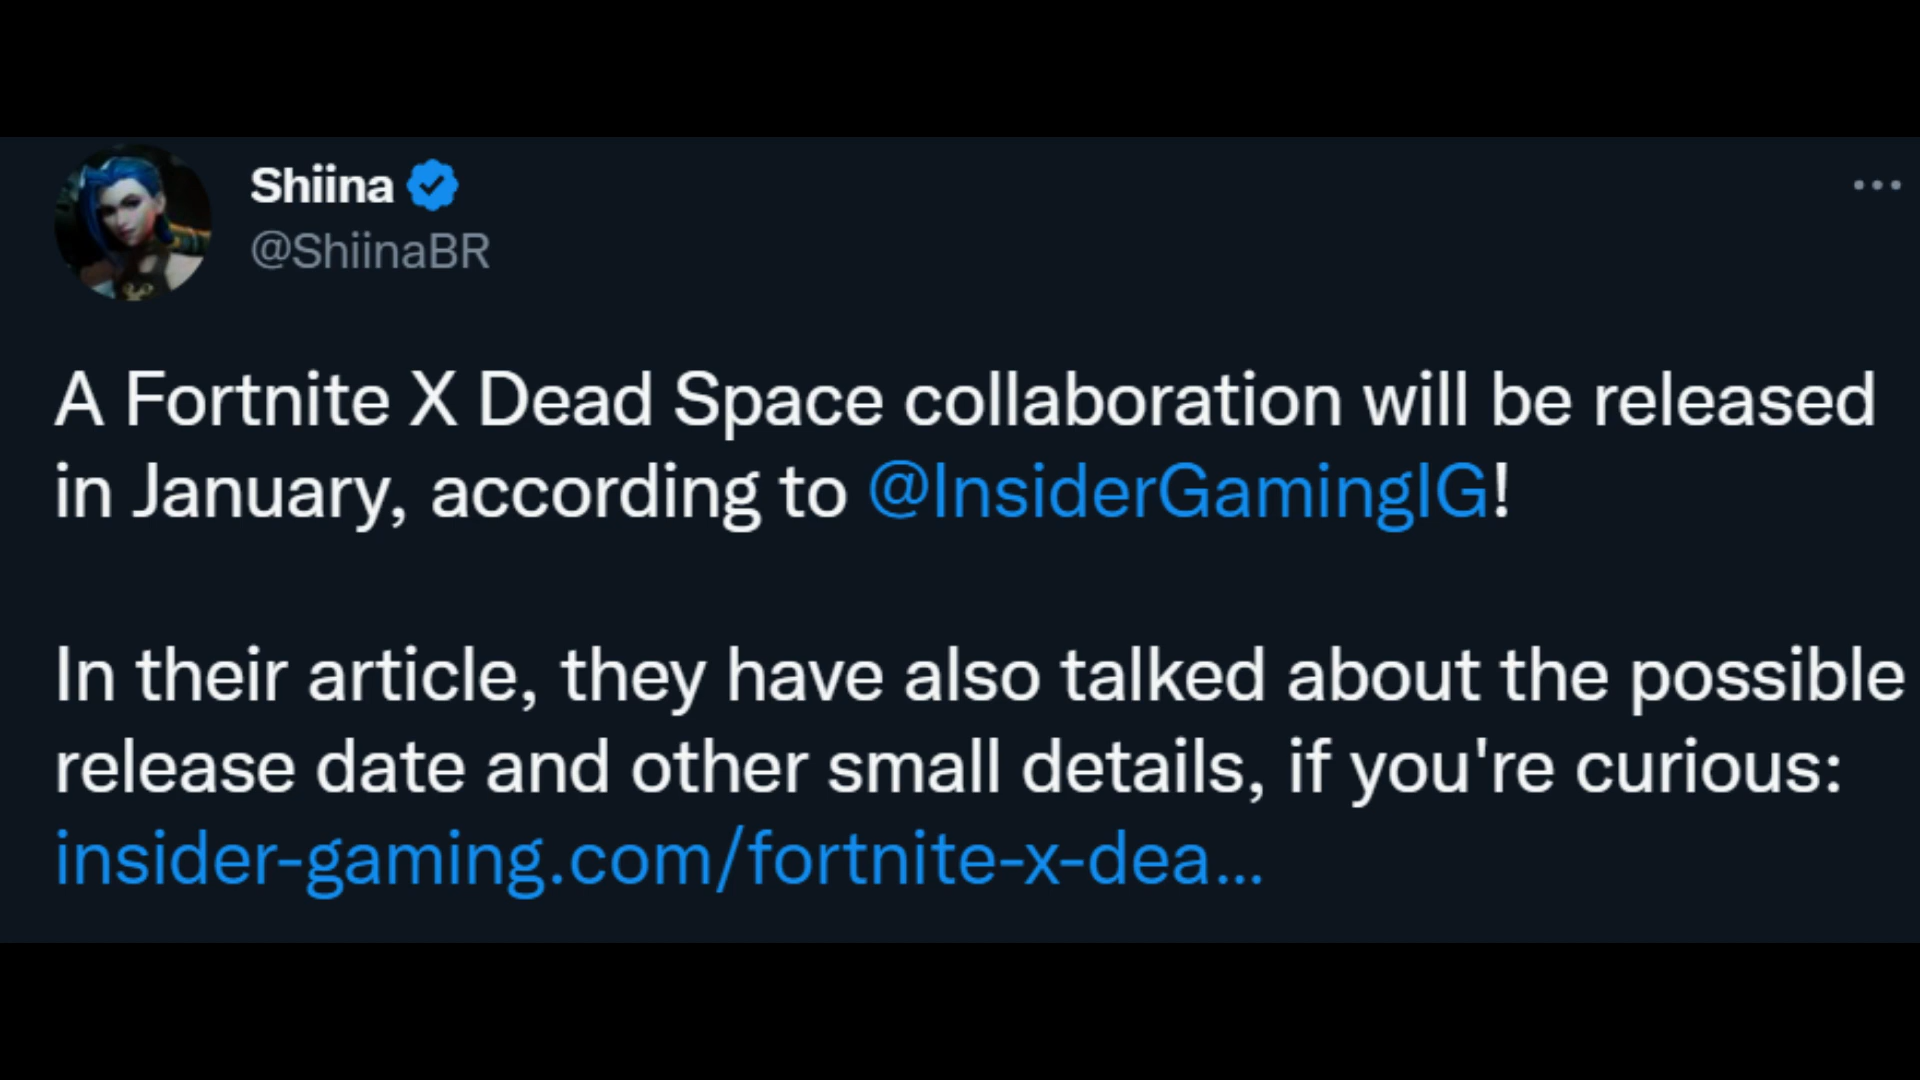 Shiina
@ShiinaBR
A Fortnite X Dead Space collaboration will be released
in January, according to @InsiderGamingIG!
In their article, they have also talked about the possible
release date and other small details, if you're curious:
insider-gaming.com/fortnite-x-dea...